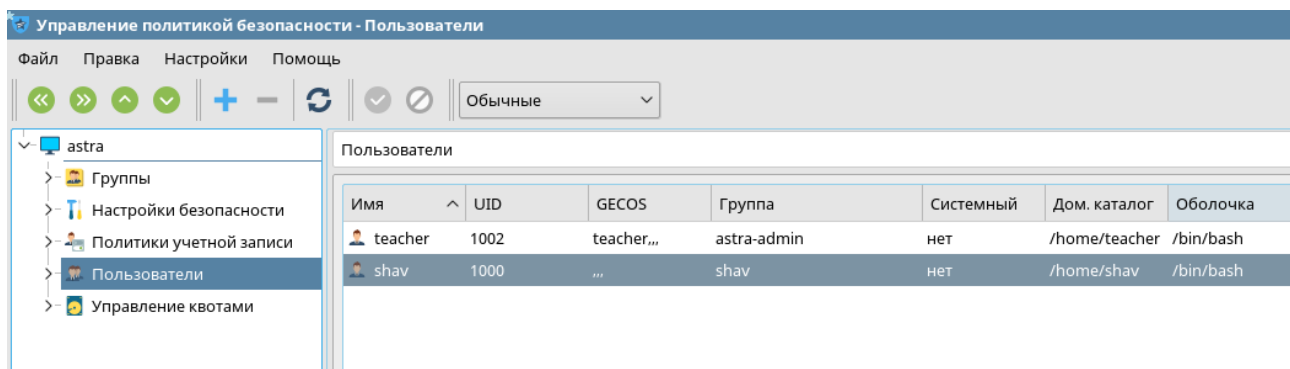 Управление политикой безопасности - Пользователи
Файл Правка Настройки Помощь
Обычные
astra
Группы
Настройки безопасности
Политики учетной записи
Пользователи
Управление квотами
Пользователи
Имя UID GECOS Группа Системный Дом. каталог Оболочка
teacher 1002 teacher,,, astra-admin нет /home/teacher /bin/bash
shav 1000 ,,, shav нет /home/shav /bin/bash